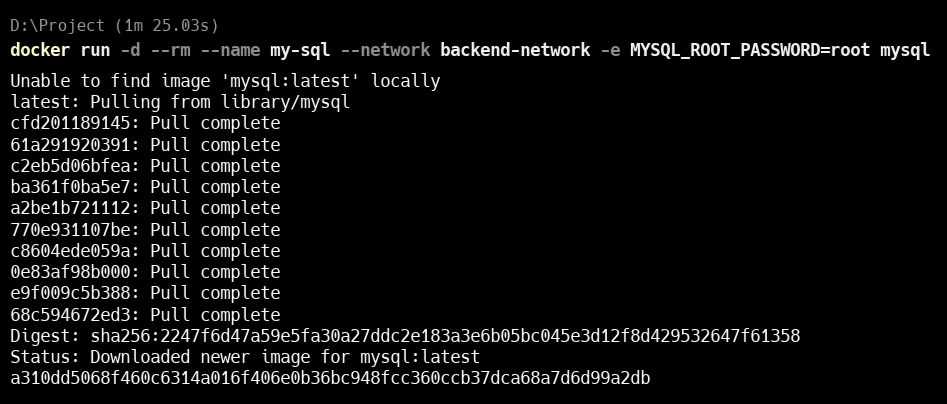 D:\Project (1m 25.03s)
docker run -d --rm --name my-sql --network backend-network -e MYSQL_ROOT_PASSWORD=root mysql
Unable to find image 'mysql:latest' locally
latest: Pulling from library/mysql
cfd201189145: Pull complete
61a291920391: Pull complete
c2eb5d06bfea: Pull complete
ba361f0ba5e7: Pull complete
a2be1b721112: Pull complete
770e931107be: Pull complete
c8604ede059a: Pull complete
0e83af98b000: Pull complete
e9f009c5b388: Pull complete
68c594672ed3: Pull complete
Digest: sha256:2247f6d47a59e5fa30a27ddc2e183a3e6b05bc045e3d12f8d429532647f61358
Status: Downloaded newer image for mysql:latest
a310dd5068f460c6314a016f406e0b36bc948fcc360ccb37dca68a7d6d99a2db